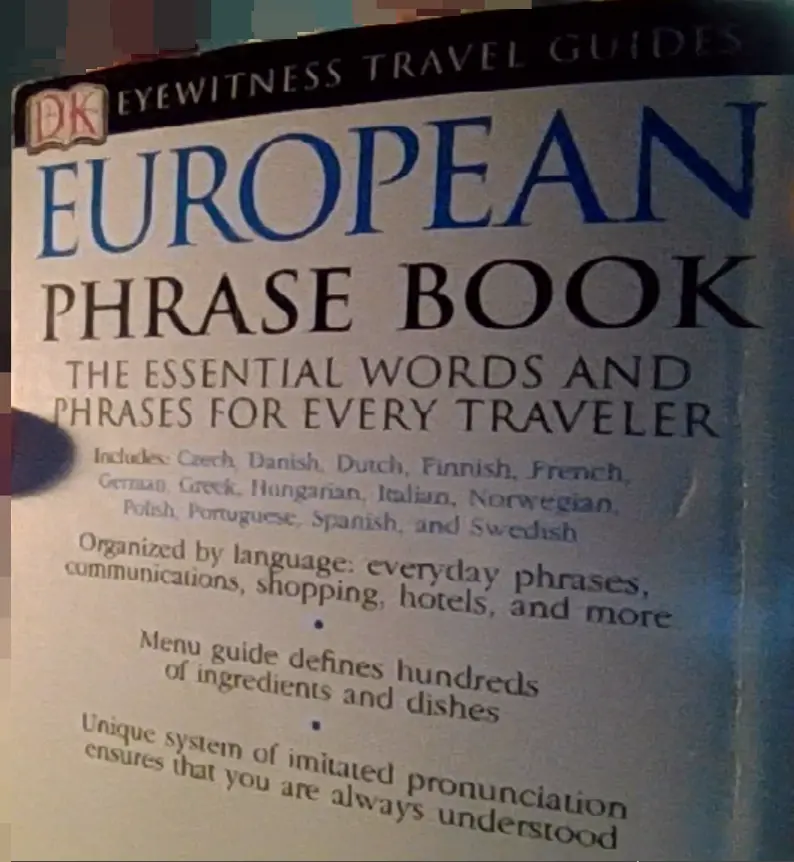 DK EYEWITNESS TRAVEL GUIDES
EUROPEAN
PHRASE BOOK
THE ESSENTIAL WORDS AND
PHRASES FOR EVERY TRAVELER
Includes: Czech, Danish, Dutch, Finnish, French,
German, Greek, Hungarian, Italian, Norwegian,
Polish, Portuguese, Spanish, and Swedish
Organized by language: everyday phrases,
communications, shopping, hotels, and more
•
Menu guide defines hundreds
of ingredients and dishes
•
Unique system of imitated pronunciation
ensures that you are always understood